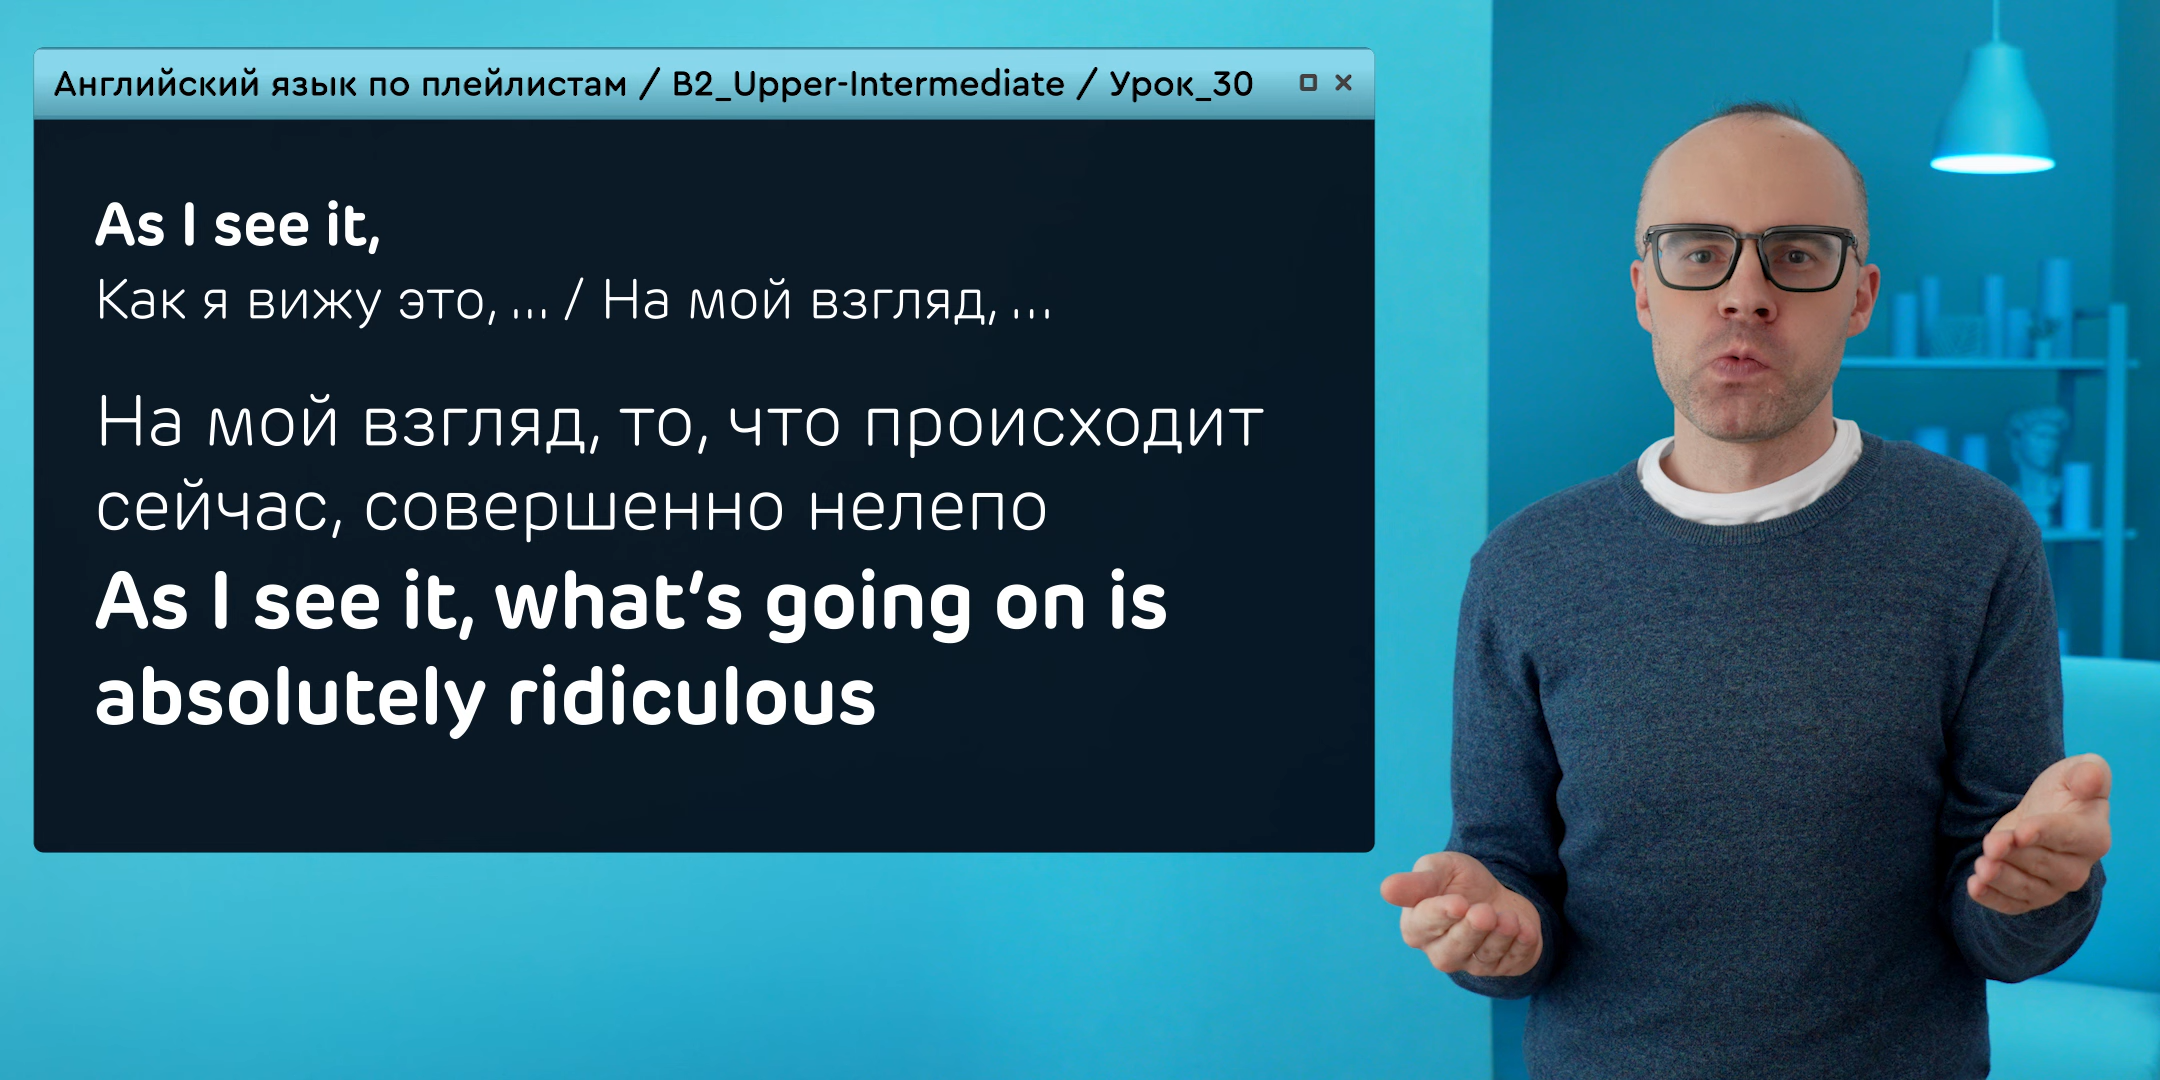 Английский язык по плейлистам / B2_Upper-Intermediate / Урок_30
As I see it,
Как я вижу это, ... / На мой взгляд, ...
На мой взгляд, то, что происходит
сейчас, совершенно нелепо
As I see it, what's going on is
absolutely ridiculous